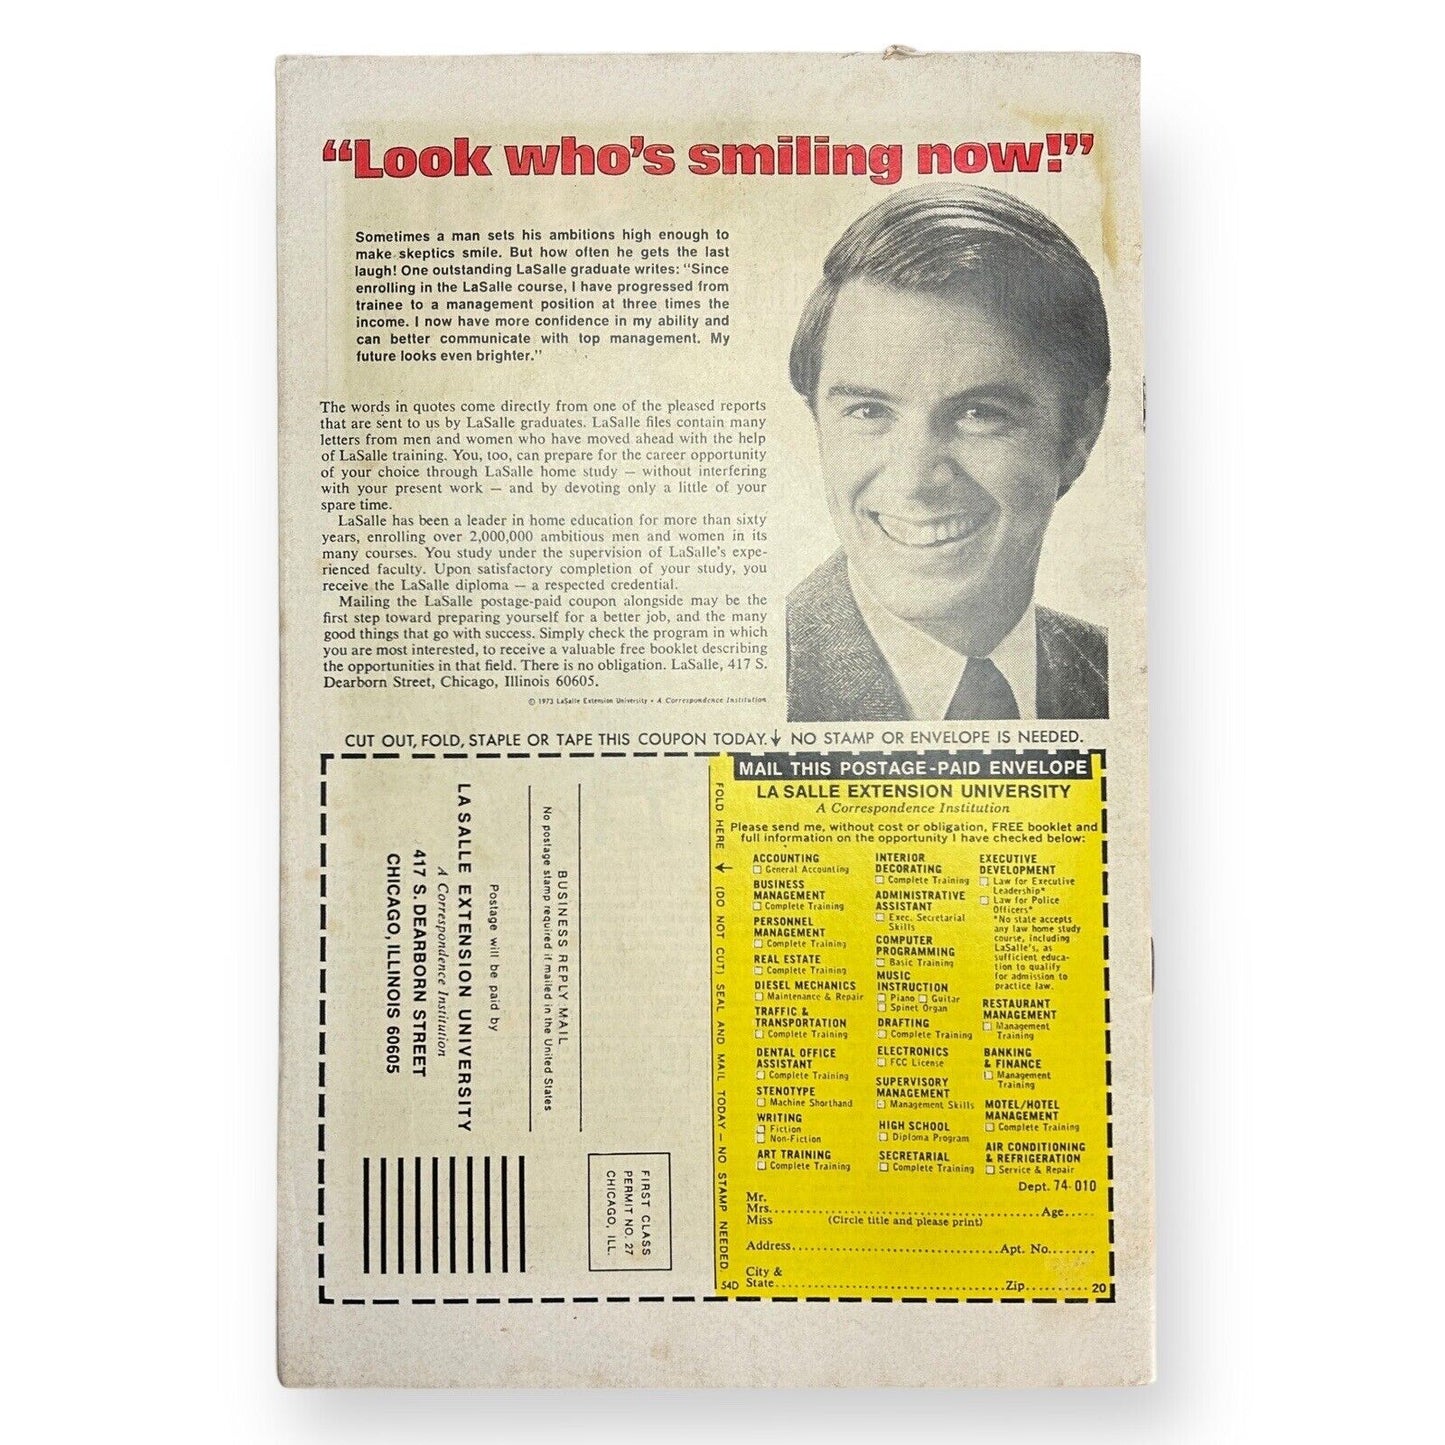 “Look who’s smiling now!”
Sometimes a man sets his ambitions high enough to
make skeptics smile. But how often he gets the last
laugh! One outstanding LaSalle graduate writes: “Since
enrolling in the LaSalle course, I have progressed from
trainee to a management position at three times the
income. I now have more confidence in my ability and
can better communicate with top management. My
future looks even brighter.”
The words in quotes come directly from one of the pleased reports
that are sent to us by LaSalle graduates. LaSalle files contain many
letters from men and women who have moved ahead with the help
of LaSalle training. You, too, can prepare for the career opportunity
of your choice through LaSalle home study — without interfering
with your present work — and by devoting only a little of your
spare time.
LaSalle has been a leader in home education for more than sixty
years, enrolling over 2,000,000 ambitious men and women in its
many courses. You study under the supervision of LaSalle’s expe-
rienced faculty. Upon satisfactory completion of your study, you
receive the LaSalle diploma — a respected credential.
Mailing the LaSalle postage-paid coupon alongside may be the
first step toward preparing yourself for a better job, and the many
good things that go with success. Simply check the program in which
you are most interested, to receive a valuable free booklet describing
the opportunities in that field. There is no obligation. LaSalle, 417 S.
Dearborn Street, Chicago, Illinois 60605.
© 1973 LaSalle Extension University • A Correspondence Institution
CUT OUT, FOLD, STAPLE OR TAPE THIS COUPON TODAY. NO STAMP OR ENVELOPE IS NEEDED.
BUSINESS REPLY MAIL
No postage stamp required if mailed in the United States
Postage will be paid by
LA SALLE EXTENSION UNIVERSITY
A Correspondence Institution
417 S. DEARBORN STREET
CHICAGO, ILLINOIS 60605
FIRST CLASS
PERMIT NO. 27
CHICAGO, ILL.
FOLD HERE (DO NOT CUT) SEAL AND MAIL TODAY — NO STAMP NEEDED.
54D
MAIL THIS POSTAGE-PAID ENVELOPE
LA SALLE EXTENSION UNIVERSITY
A Correspondence Institution
Please send me, without cost or obligation, FREE booklet and
full information on the opportunity I have checked below:
ACCOUNTING
General Accounting
BUSINESS
MANAGEMENT
Complete Training
PERSONNEL
MANAGEMENT
Complete Training
REAL ESTATE
Complete Training
DIESEL MECHANICS
Maintenance & Repair
TRAFFIC &
TRANSPORTATION
Complete Training
DENTAL OFFICE
ASSISTANT
Complete Training
STENOTYPE
Machine Shorthand
WRITING
Fiction
Non-Fiction
ART TRAINING
Complete Training
INTERIOR
DECORATING
Complete Training
ADMINISTRATIVE
ASSISTANT
Exec. Secretarial
Skills
COMPUTER
PROGRAMMING
Basic Training
MUSIC
INSTRUCTION
Piano Guitar
Spinet Organ
DRAFTING
Complete Training
ELECTRONICS
FCC License
SUPERVISORY
MANAGEMENT
Management Skills
HIGH SCHOOL
Diploma Program
SECRETARIAL
Complete Training
EXECUTIVE
DEVELOPMENT
Law for Executive
Leadership*
Law for Police
Officers*
*No state accepts
any law home study
course, including
LaSalle's, as
sufficient educa-
tion to qualify
for admission to
practice law.
RESTAURANT
MANAGEMENT
Management
Training
BANKING
& FINANCE
Management
Training
MOTEL/HOTEL
MANAGEMENT
Complete Training
AIR CONDITIONING
& REFRIGERATION
Service & Repair
Dept. 74-010
Mr.
Mrs. Age
Miss (Circle title and please print)
Address Apt. No.
City &
State Zip 20